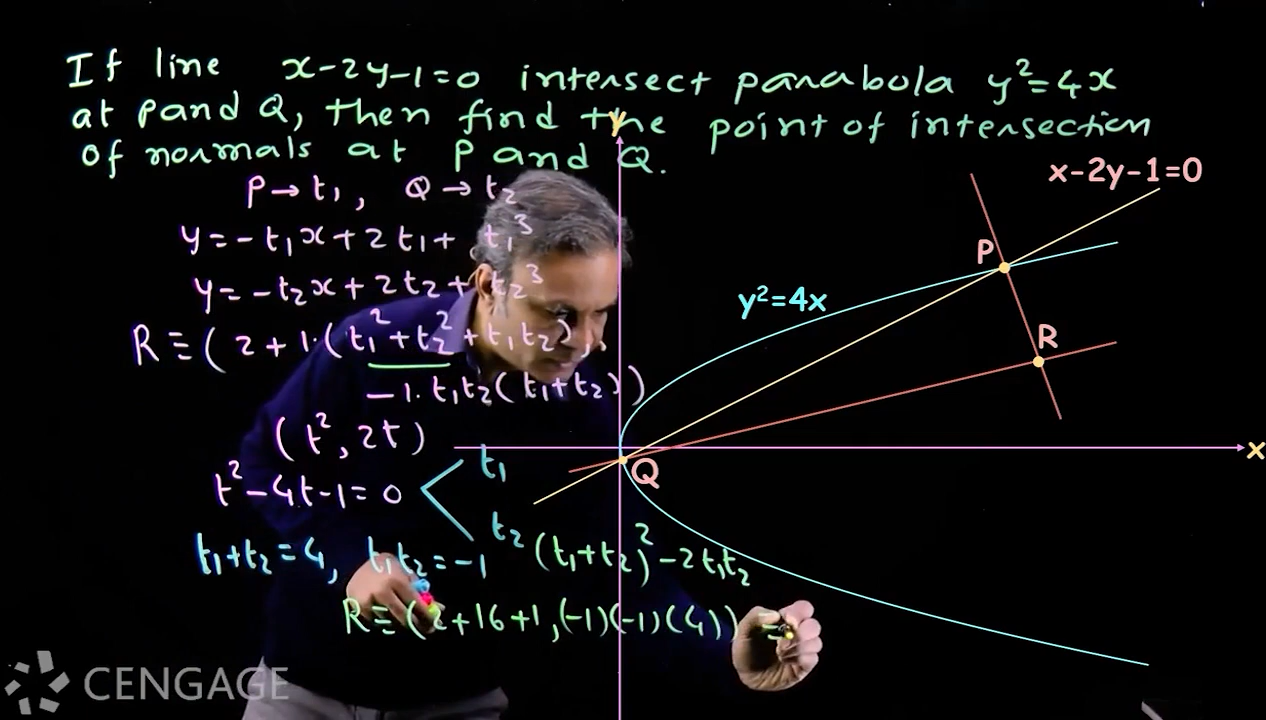 If line x-2y-1=0 intersect parabola y²=4x
at P and Q, then find the point of intersection
of normals at P and Q.
P→t₁, Q→t₂
y=-t₁x+2t₁+t₁³
y=-t₂x+2t₂+t₂³
R≡(2+1·(t₁²+t₂²+t₁t₂),
-1·t₁t₂(t₁+t₂))
(t², 2t)
t²-4t-1=0 t₁
t₂
t₁+t₂=4, t₁t₂=-1 (t₁+t₂)²-2t₁t₂
R≡(2+16+1,(-1)(-1)(4)) =
y
x-2y-1=0
P
y²=4x
R
x
Q
CENGAGE